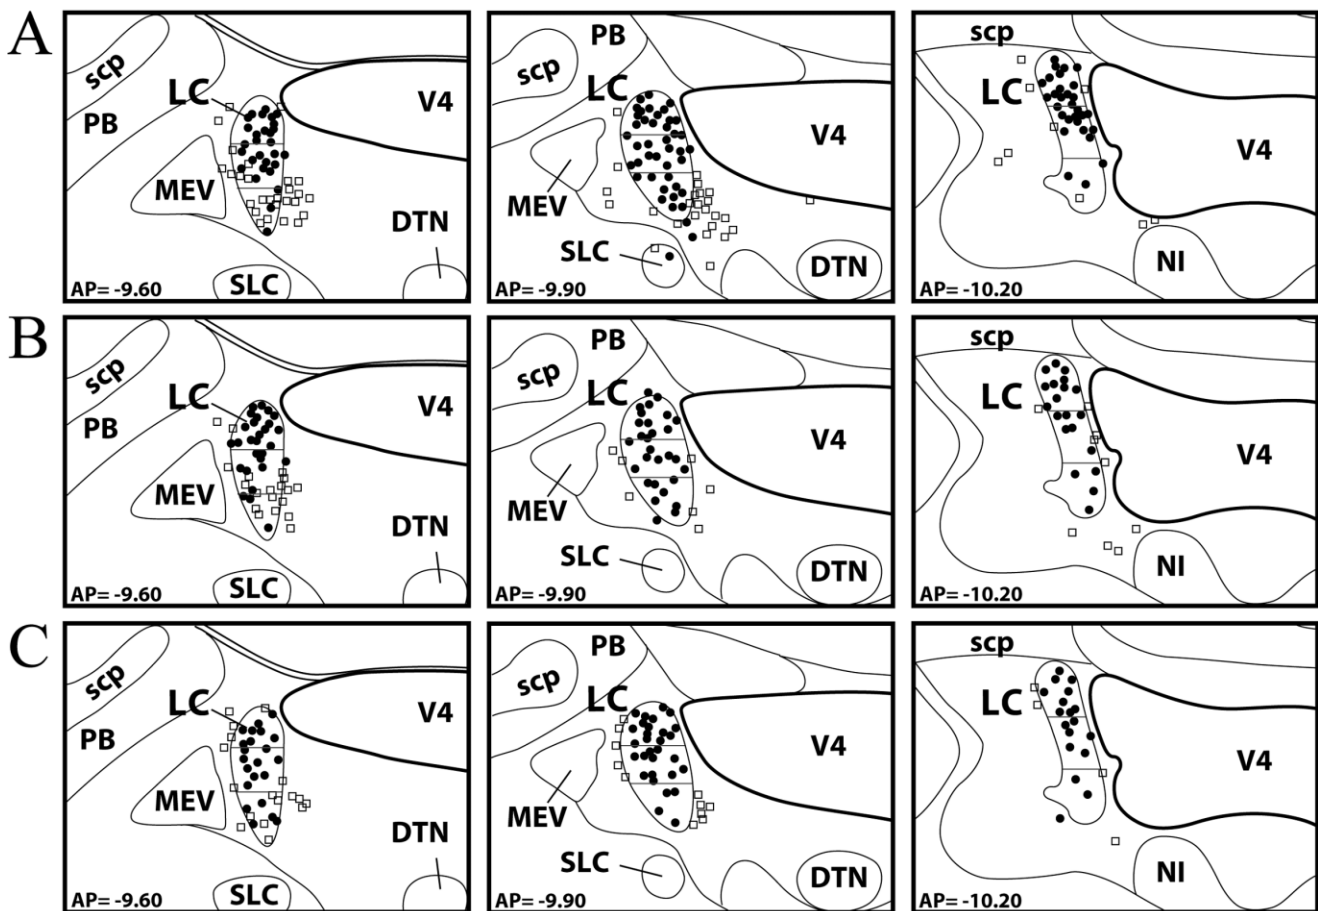 A
scp
PB
LC
MEV
V4
DTN
SLC
AP= -9.60
PB
scp
LC
V4
MEV
SLC
DTN
AP= -9.90
scp
LC
V4
NI
AP= -10.20
B
scp
PB
LC
MEV
V4
DTN
SLC
AP= -9.60
PB
scp
LC
V4
MEV
SLC
DTN
AP= -9.90
scp
LC
V4
NI
AP= -10.20
C
scp
PB
LC
MEV
V4
DTN
SLC
AP= -9.60
PB
scp
LC
V4
MEV
SLC
DTN
AP= -9.90
scp
LC
V4
NI
AP= -10.20